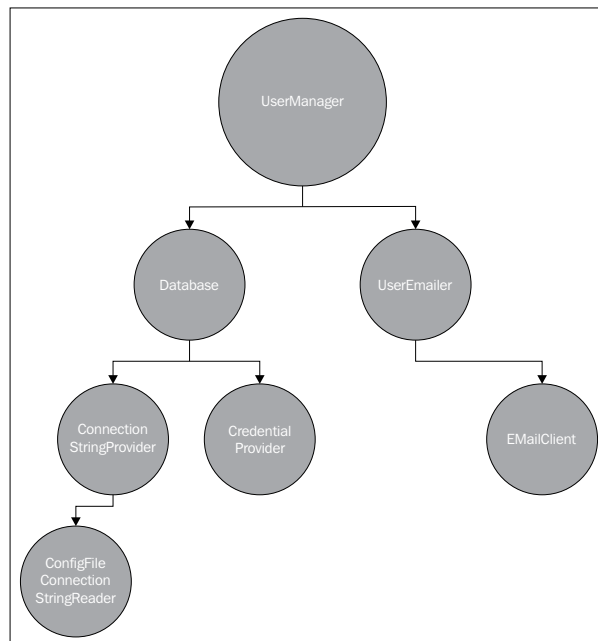 UserManager
Database
UserEmailer
Connection
StringProvider
Credential
Provider
EMailClient
ConfigFile
Connection
StringReader